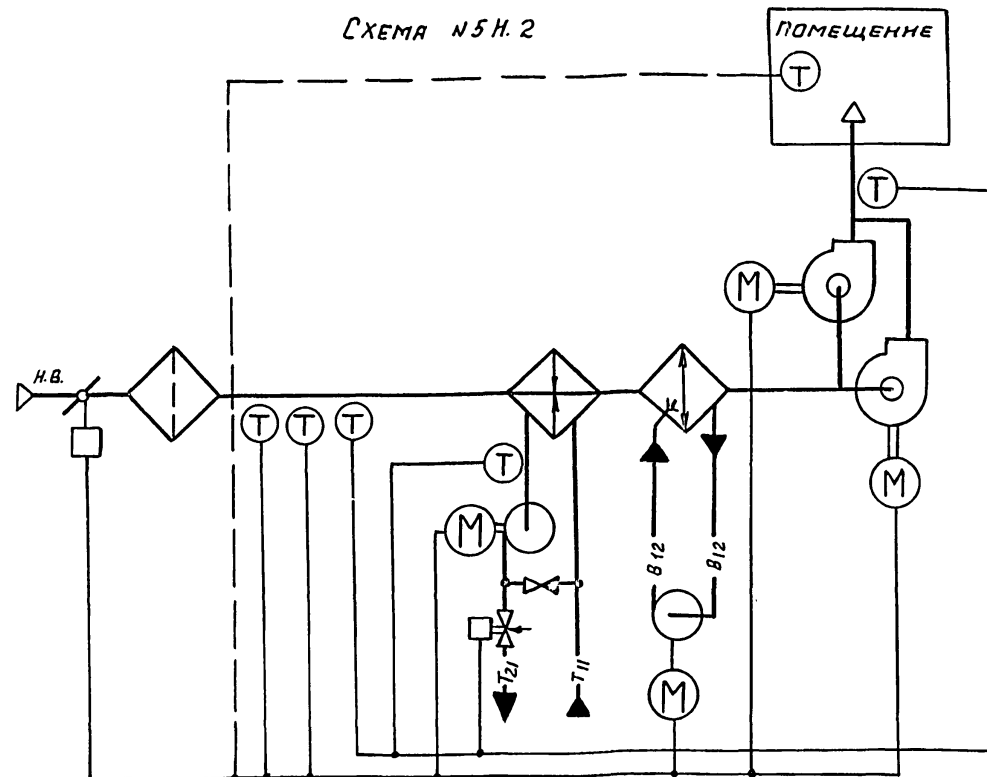 Схема N5Н.2
Помещение
Т
Т
М
Н.В.
Т
Т
Т
Т
М
М
В12
В12
Т21
Т11
М